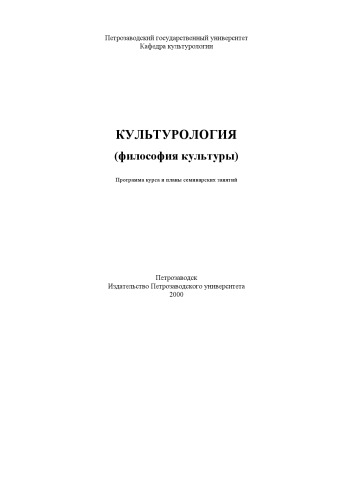 Петрозаводский государственный университет
Кафедра культурологии
КУЛЬТУРОЛОГИЯ
(философия культуры)
Программа курса и планы семинарских занятий
Петрозаводск
Издательство Петрозаводского университета
2000